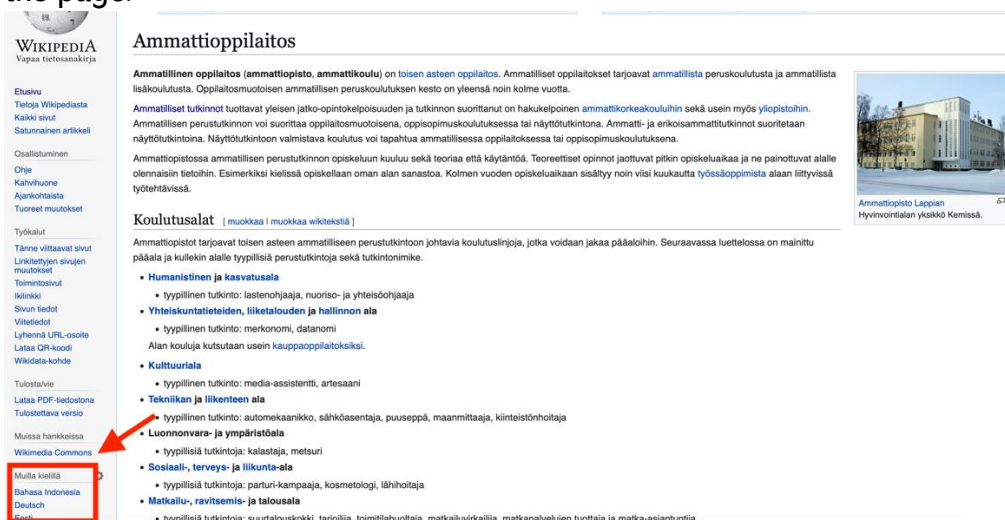 the page.
WIKIPEDIA
Vapaa tietosanakirja
Etusivu
Tietoja Wikipediasta
Kaikki sivut
Satunnainen artikkeli
Osallistuminen
Ohje
Kahvihuone
Ajankohtaista
Tuoreet muutokset
Työkalut
Tänne viittaavat sivut
Linkitettyjen sivujen
muutokset
Toimintosivut
Ikilinkki
Sivun tiedot
Viitetiedot
Lyhennä URL-osoite
Lataa QR-koodi
Wikidata-kohde
Tulosta/vie
Lataa PDF-tiedostona
Tulostettava versio
Muissa hankkeissa
Wikimedia Commons
Muilla kielillä
Bahasa Indonesia
Deutsch
Eesti
Ammattioppilaitos
Ammatillinen oppilaitos (ammattiopisto, ammattikoulu) on toisen asteen oppilaitos. Ammatilliset oppilaitokset tarjoavat ammatillista peruskoulutusta ja ammatillista
lisäkoulutusta. Oppilaitosmuotoisen ammatillisen peruskoulutuksen kesto on yleensä noin kolme vuotta.
Ammatilliset tutkinnot tuottavat yleisen jatko-opintokelpoisuuden ja tutkinnon suorittanut on hakukelpoinen ammattikorkeakouluihin sekä usein myös yliopistoihin.
Ammatillisen perustutkinnon voi suorittaa oppilaitosmuotoisena, oppisopimuskoulutuksessa tai näyttötutkintona. Ammatti- ja erikoisammattitutkinnot suoritetaan
näyttötutkintoina. Näyttötutkintoon valmistava koulutus voi tapahtua ammatillisessa oppilaitoksessa tai oppisopimuskoulutuksena.
Ammattiopistossa ammatillisen perustutkinnon opiskeluun kuuluu sekä teoriaa että käytäntöä. Teoreettiset opinnot jaottuvat pitkin opiskeluaikaa ja ne painottuvat alalle
olennaisiin tietoihin. Esimerkiksi kielissä opiskellaan oman alan sanastoa. Kolmen vuoden opiskeluaikaan sisältyy noin viisi kuukautta työssäoppimista alaan liittyvissä
työtehtävissä.
Ammattiopisto Lappian
Hyvinvointialan yksikkö Kemissä.
Koulutusalat [ muokkaa | muokkaa wikitekstiä ]
Ammattiopistot tarjoavat toisen asteen ammatilliseen perustutkintoon johtavia koulutuslinjoja, jotka voidaan jakaa pääaloihin. Seuraavassa luettelossa on mainittu
pääala ja kullekin alalle tyypillisiä perustutkintoja sekä tutkintonimike.
• Humanistinen ja kasvatusala
• tyypillinen tutkinto: lastenohjaaja, nuoriso- ja yhteisöohjaaja
• Yhteiskuntatieteiden, liiketalouden ja hallinnon ala
• tyypillinen tutkinto: merkonomi, datanomi
Alan kouluja kutsutaan usein kauppaoppilaitoksiksi.
• Kulttuuriala
• tyypillinen tutkinto: media-assistentti, artesaani
• Tekniikan ja liikenteen ala
• tyypillinen tutkinto: automekaanikko, sähköasentaja, puuseppä, maanmittaaja, kiinteistönhoitaja
• Luonnonvara- ja ympäristöala
• tyypillisiä tutkintoja: kalastaja, metsuri
• Sosiaali-, terveys- ja liikunta-ala
• tyypillisiä tutkintoja: parturi-kampaaja, kosmetologi, lähihoitaja
• Matkailu-, ravitsemis- ja talousala
• tyypillisiä tutkintoja: suurtalouskokki, tarjoilija, toimitilahuoltaja, matkailuvirkailija, matkapalvelujen tuottaja ja matka-asiantuntija